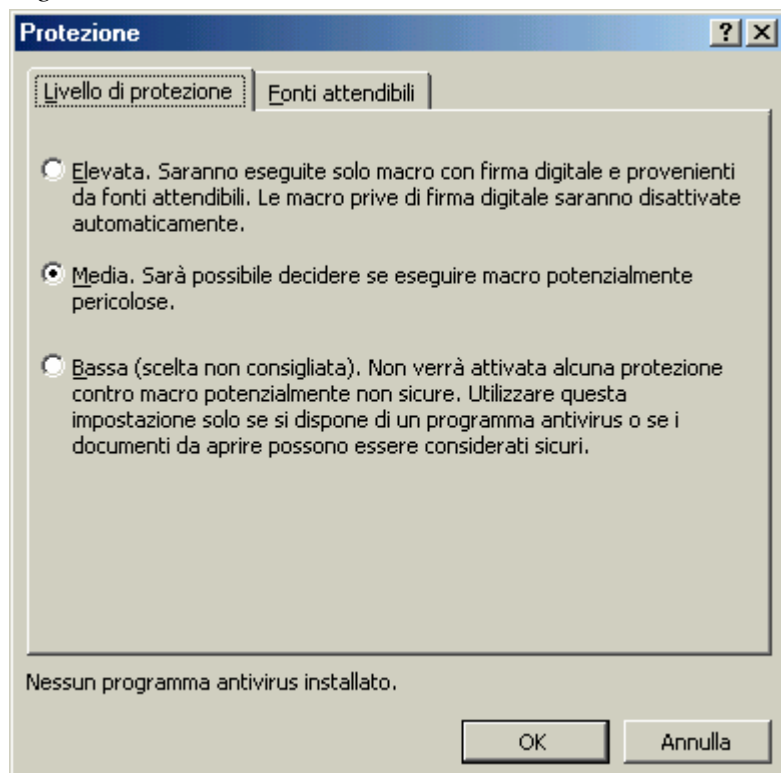 Protezione
Livello di protezione
Fonti attendibili
Elevata. Saranno eseguite solo macro con firma digitale e provenienti
da fonti attendibili. Le macro prive di firma digitale saranno disattivate
automaticamente.
Media. Sarà possibile decidere se eseguire macro potenzialmente
pericolose.
Bassa (scelta non consigliata). Non verrà attivata alcuna protezione
contro macro potenzialmente non sicure. Utilizzare questa
impostazione solo se si dispone di un programma antivirus o se i
documenti da aprire possono essere considerati sicuri.
Nessun programma antivirus installato.
OK
Annulla